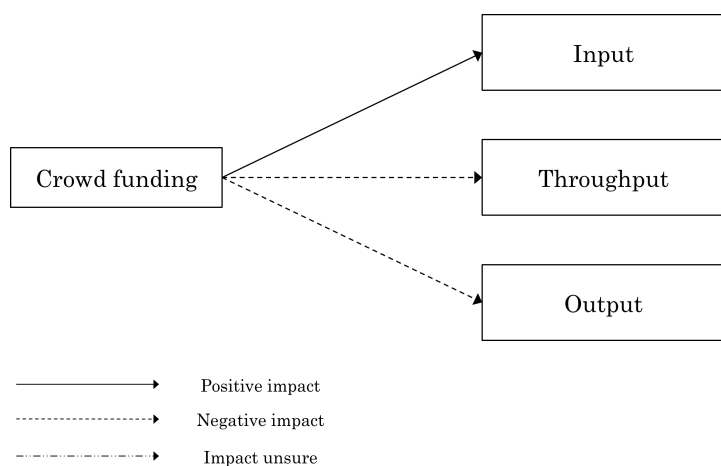 Input
Crowd funding
Throughput
Output
Positive impact
Negative impact
Impact unsure